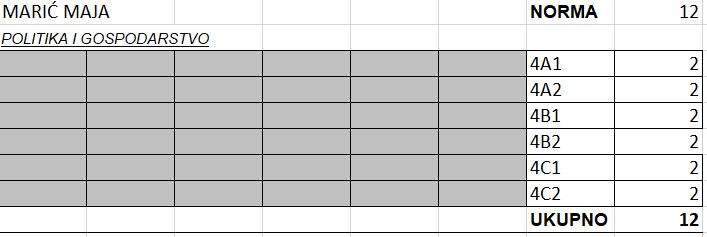 MARIĆ MAJA NORMA 12
POLITIKA I GOSPODARSTVO
4A1 2
4A2 2
4B1 2
4B2 2
4C1 2
4C2 2
UKUPNO 12